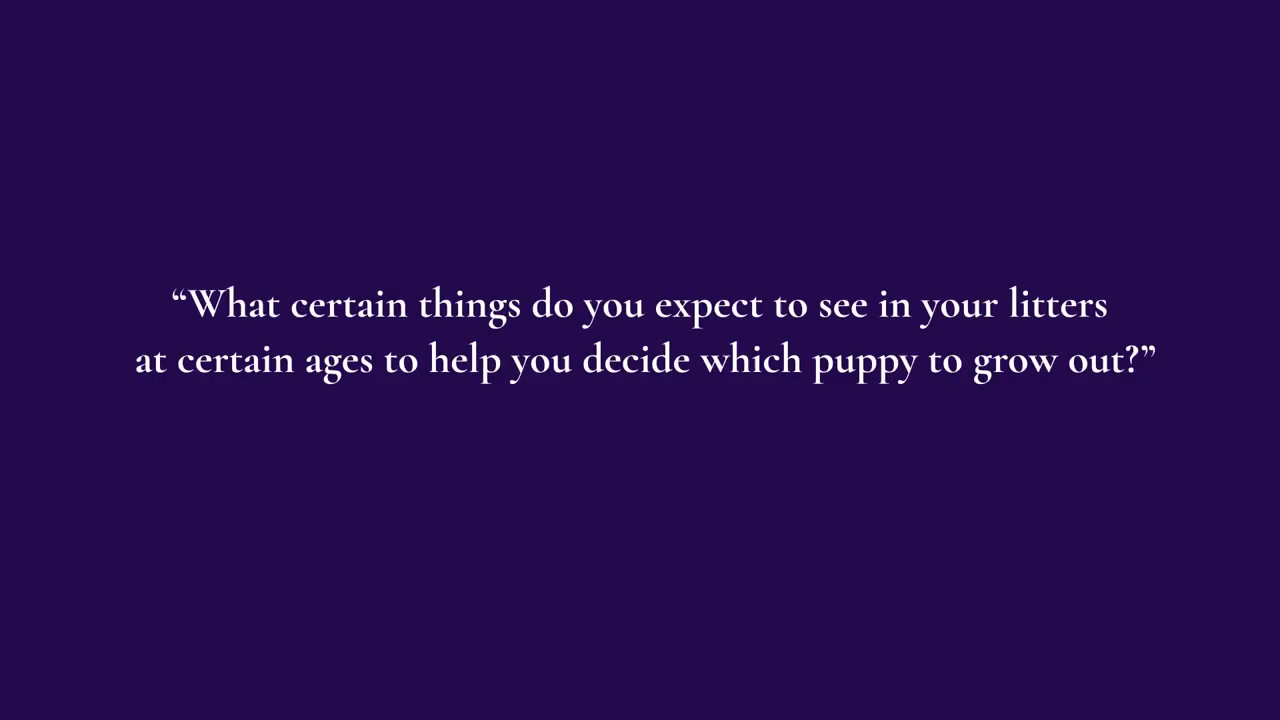 “What certain things do you expect to see in your litters
at certain ages to help you decide which puppy to grow out?”